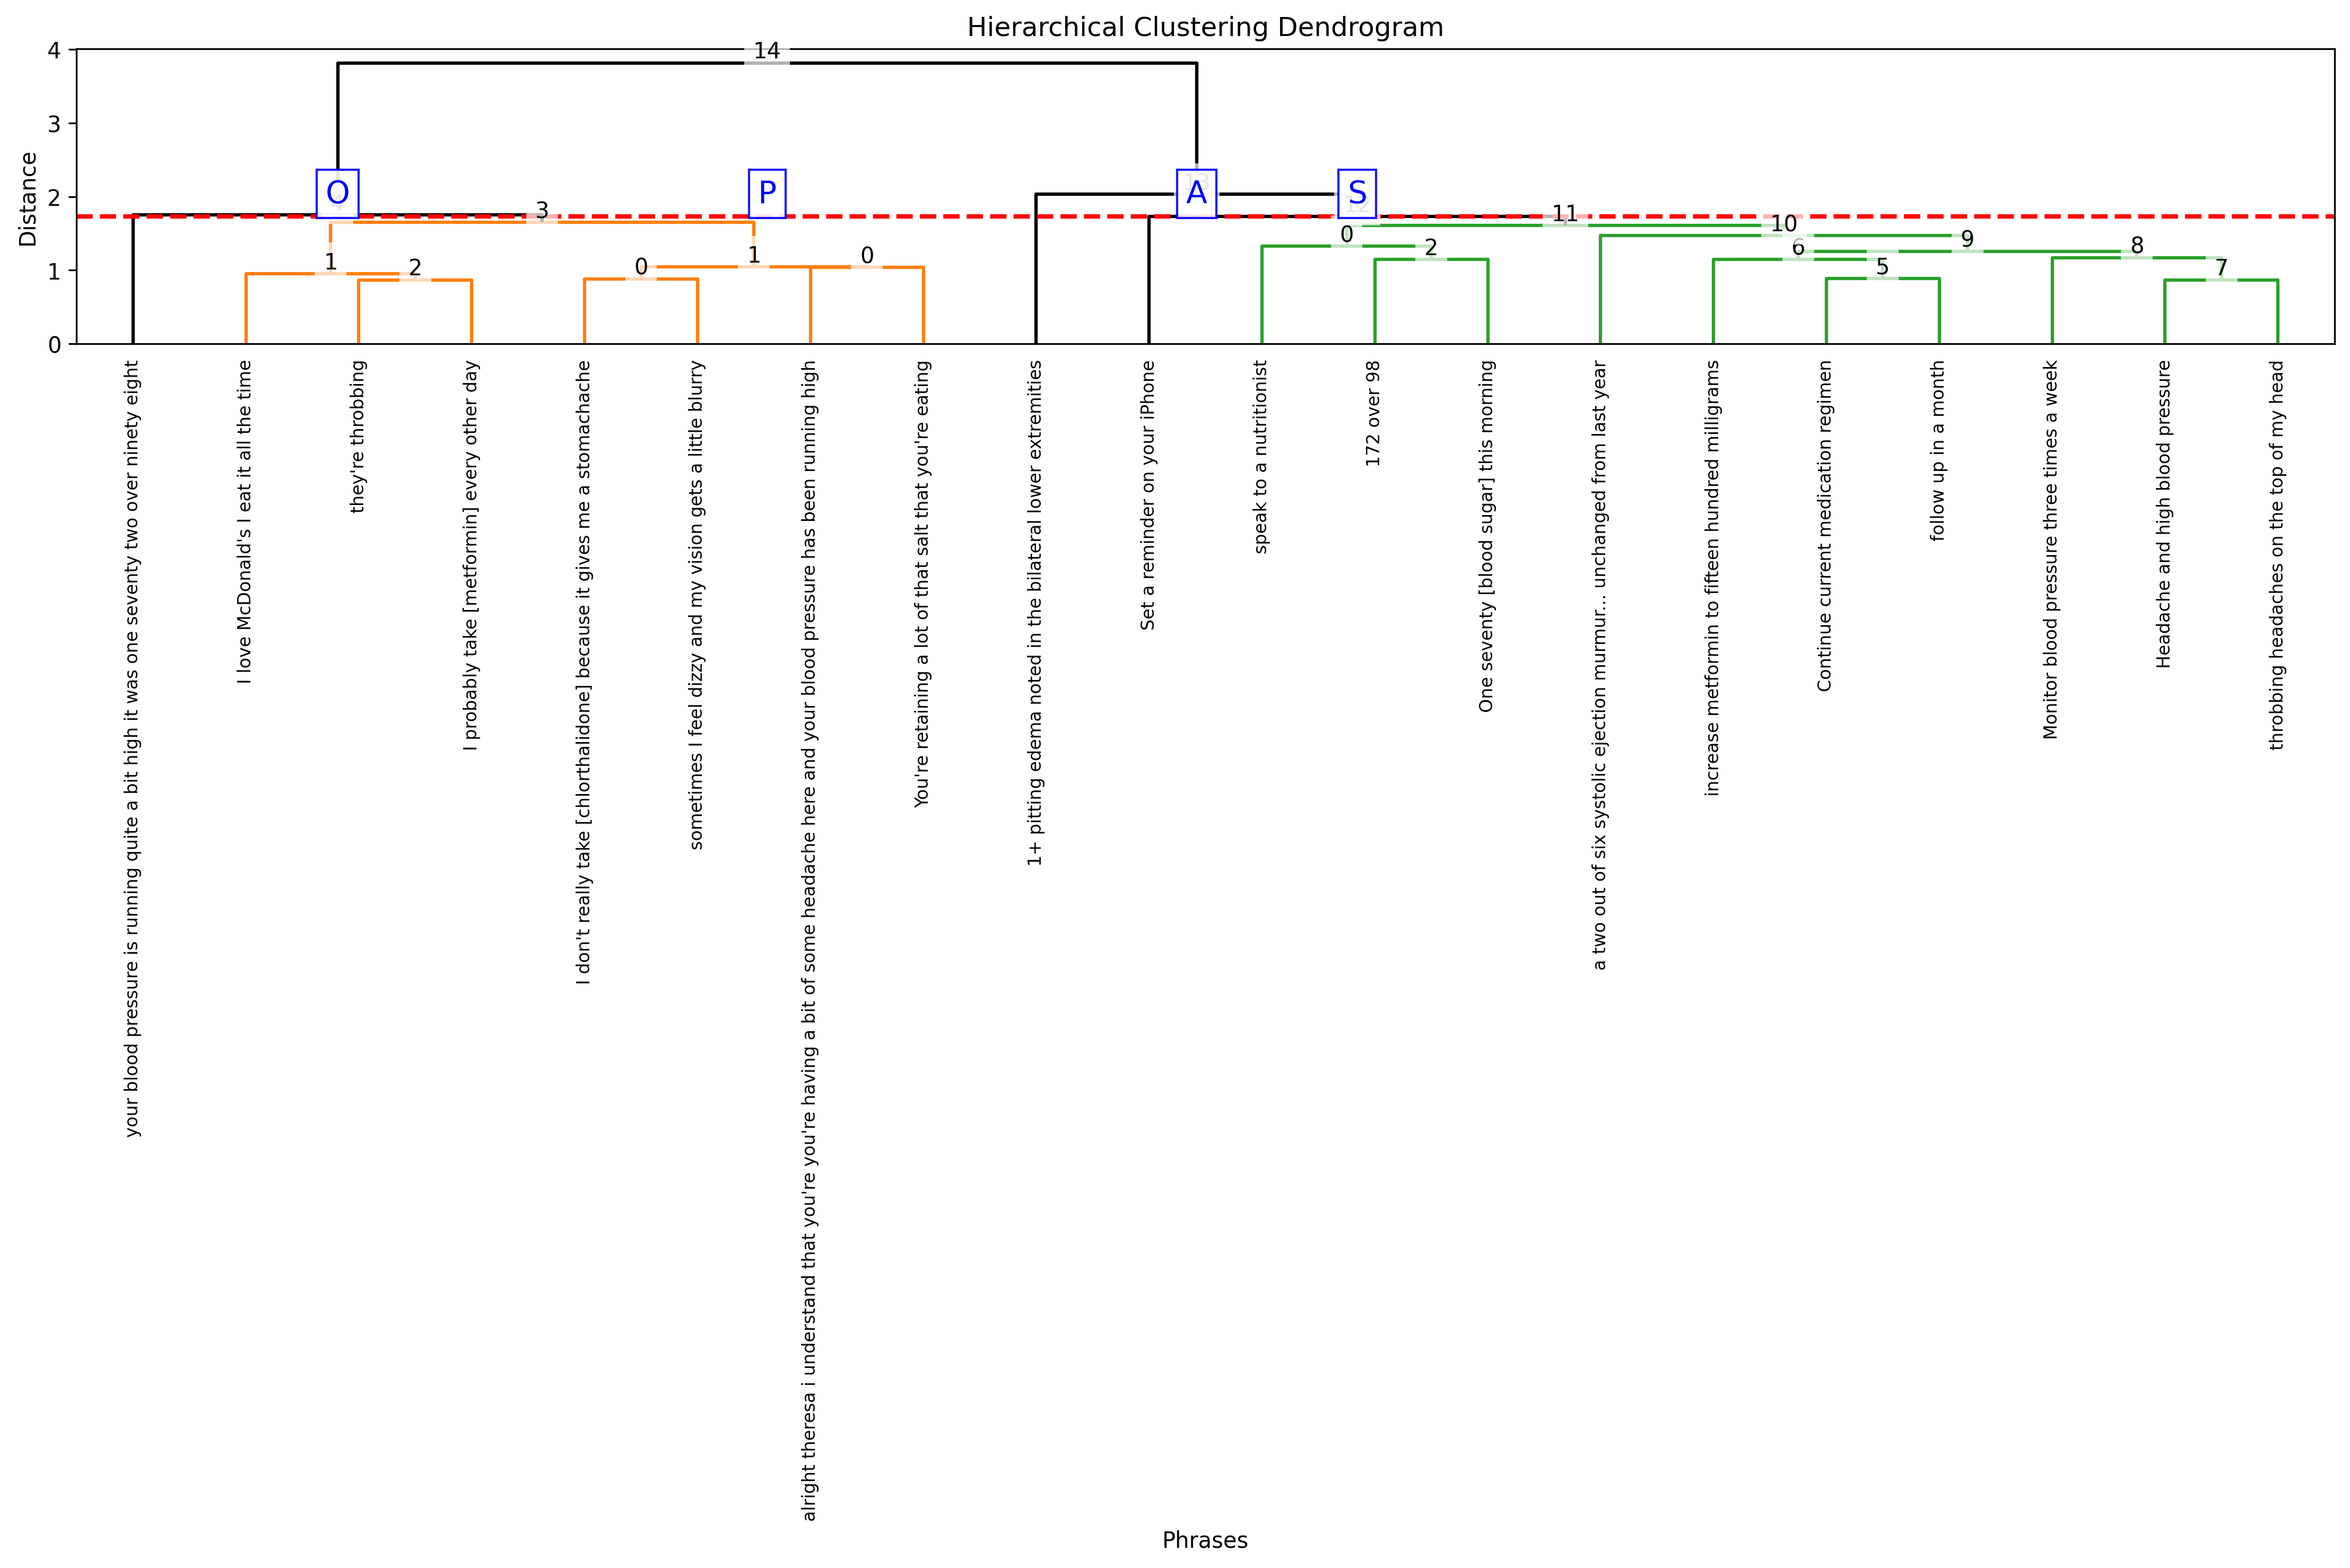 Hierarchical Clustering Dendrogram
Distance
4
3
2
1
0
14
O
P
A
S
3
11
10
0
9
6
2
8
1
2
0
1
0
5
7
your blood pressure is running quite a bit high it was one seventy two over ninety eight
I love McDonald's I eat it all the time
they're throbbing
I probably take [metformin] every other day
I don't really take [chlorthalidone] because it gives me a stomachache
sometimes I feel dizzy and my vision gets a little blurry
alright theresa i understand that you're you're having a bit of some headache here and your blood pressure has been running high
You're retaining a lot of that salt that you're eating
1+ pitting edema noted in the bilateral lower extremities
Set a reminder on your iPhone
speak to a nutritionist
172 over 98
One seventy [blood sugar] this morning
a two out of six systolic ejection murmur... unchanged from last year
increase metformin to fifteen hundred milligrams
Continue current medication regimen
follow up in a month
Monitor blood pressure three times a week
Headache and high blood pressure
throbbing headaches on the top of my head
Phrases